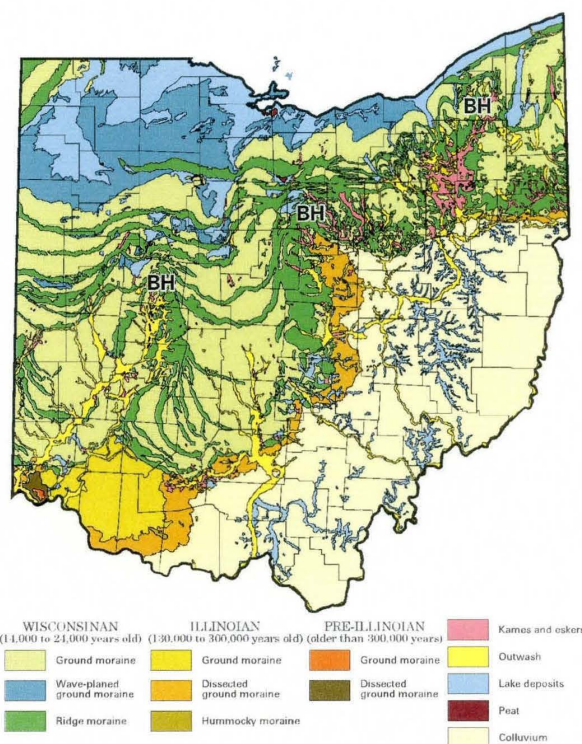 BH
BH
BH
WISCONSINAN
(14,000 to 24,000 years old)
Ground moraine
Wave-planed
ground moraine
Ridge moraine
ILLINOIAN
(130,000 to 300,000 years old)
Ground moraine
Dissected
ground moraine
Hummocky moraine
PRE-ILLINOIAN
(older than 300,000 years)
Ground moraine
Dissected
ground moraine
Kames and esker
Outwash
Lake deposits
Peat
Colluvium